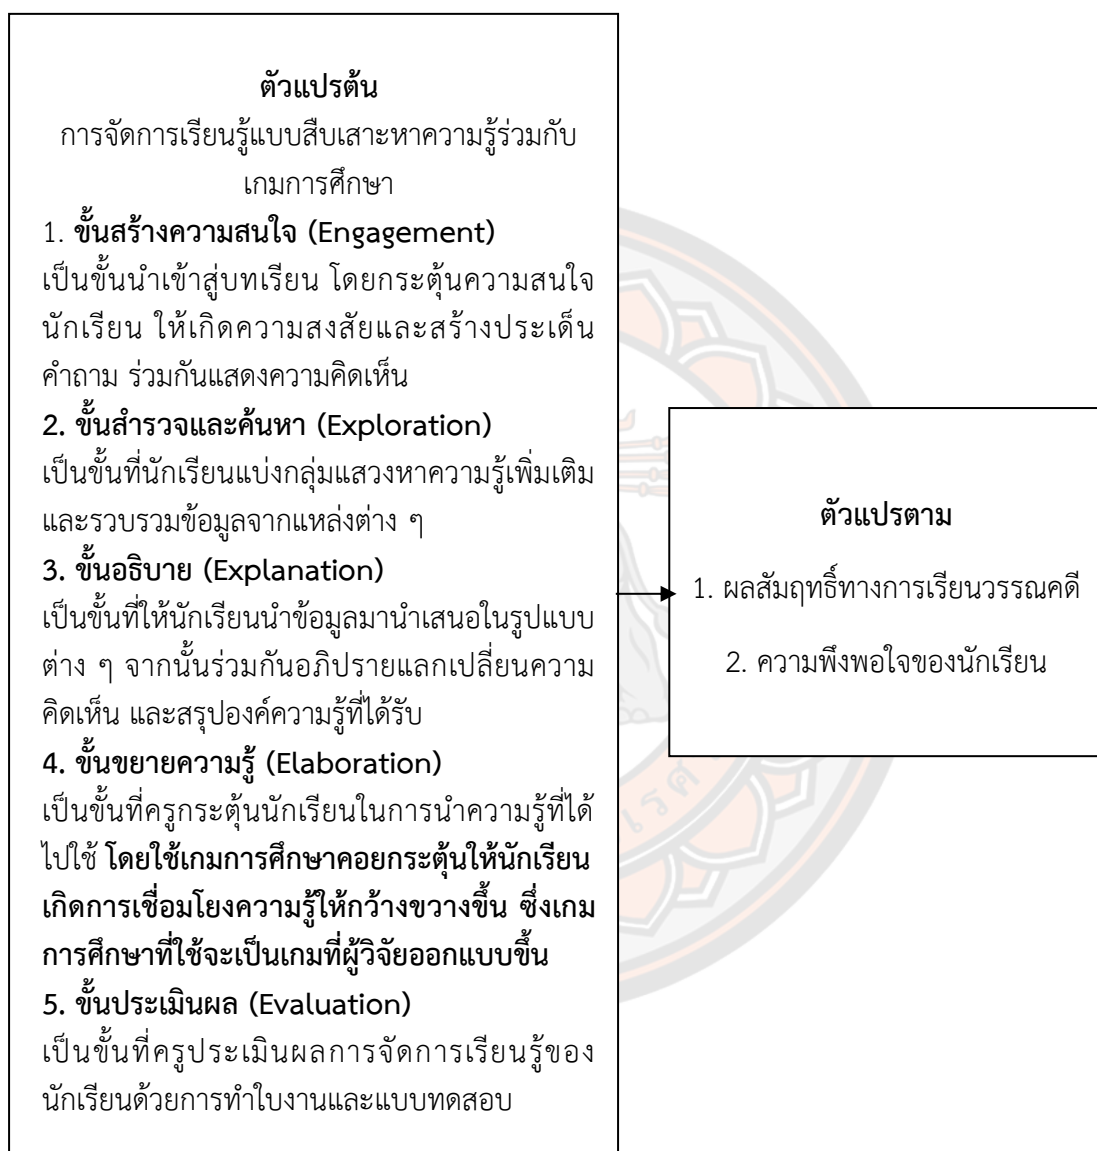 ตัวแปรต้น
การจัดการเรียนรู้แบบสืบเสาะหาความรู้ร่วมกับ
เกมการศึกษา
1. ขั้นสร้างความสนใจ (Engagement)
เป็นขั้นนำเข้าสู่บทเรียน โดยกระตุ้นความสนใจ
นักเรียน ให้เกิดความสงสัยและสร้างประเด็น
คำถาม ร่วมกันแสดงความคิดเห็น
2. ขั้นสำรวจและค้นหา (Exploration)
เป็นขั้นที่นักเรียนแบ่งกลุ่มแสวงหาความรู้เพิ่มเติม
และรวบรวมข้อมูลจากแหล่งต่าง ๆ
3. ขั้นอธิบาย (Explanation)
เป็นขั้นที่ให้นักเรียนนำข้อมูลมานำเสนอในรูปแบบ
ต่าง ๆ จากนั้นร่วมกันอภิปรายแลกเปลี่ยนความ
คิดเห็น และสรุปองค์ความรู้ที่ได้รับ
4. ขั้นขยายความรู้ (Elaboration)
เป็นขั้นที่ครูกระตุ้นนักเรียนในการนำความรู้ที่ได้
ไปใช้ โดยใช้เกมการศึกษาคอยกระตุ้นให้นักเรียน
เกิดการเชื่อมโยงความรู้ให้กว้างขวางขึ้น ซึ่งเกม
การศึกษาที่ใช้จะเป็นเกมที่ผู้วิจัยออกแบบขึ้น
5. ขั้นประเมินผล (Evaluation)
เป็นขั้นที่ครูประเมินผลการจัดการเรียนรู้ของ
นักเรียนด้วยการทำใบงานและแบบทดสอบ
ตัวแปรตาม
1. ผลสัมฤทธิ์ทางการเรียนวรรณคดี
2. ความพึงพอใจของนักเรียน